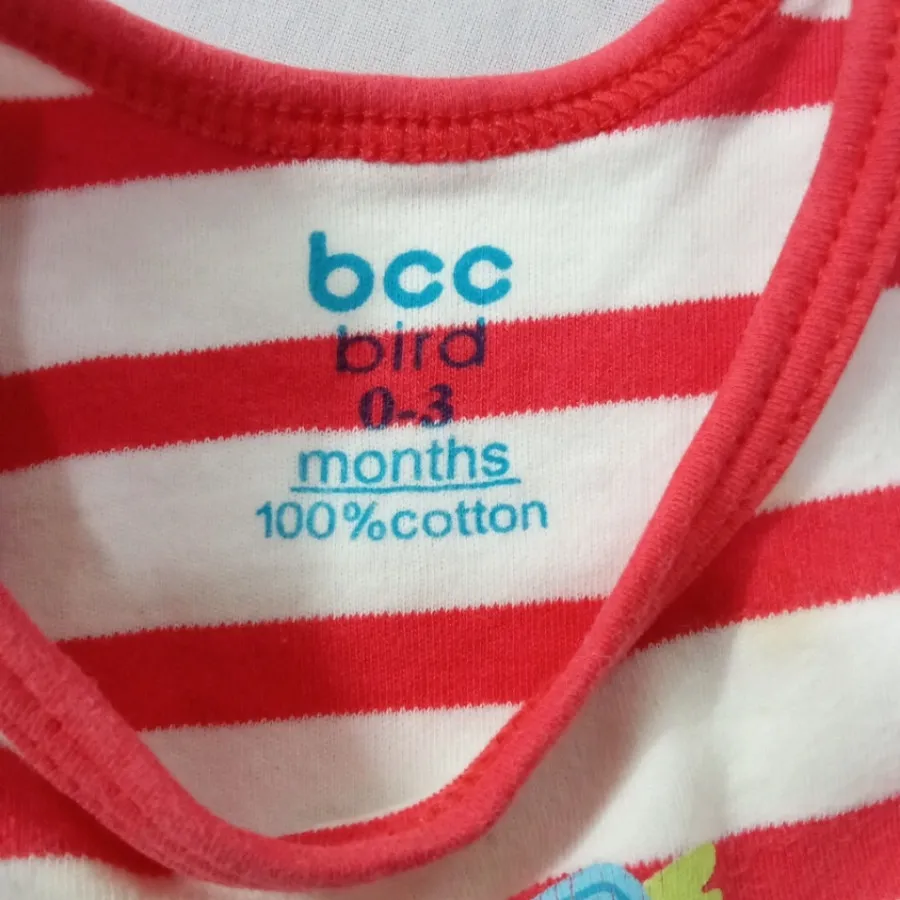 bcc
bird
0-3
months
100%cotton